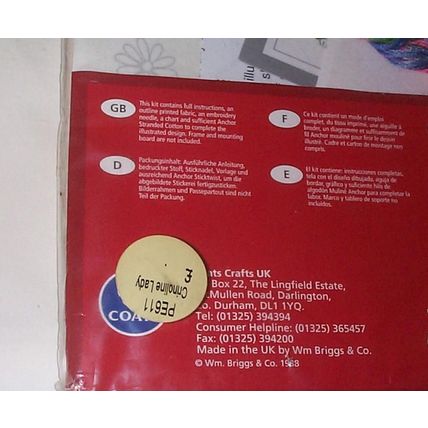 illu
s
GB
This kit contains full instructions, an
outline printed fabric, an embroidery
needle, a chart and sufficient Anchor
Stranded Cotton to complete the
illustrated design. Frame and mounting
board are not included.
F
Ce kit contient un mode d'emploi
complet, du tissu imprimé, une aiguille à
broder, un diagramme et suffisamment de
fil Anchor mouliné pour faire le dessin
illustré. Cadre et carton de montage non
compris.
D
Packungsinhalt: Ausführliche Anleitung,
bedruckter Stoff, Sticknadel, Vorlage und
ausreichend Anchor Sticktwist, um die
abgebildete Stickerei fertigzusticken.
Bilderrahmen und Passepartout sind nicht
Teil der Packung.
E
El kit contiene: instrucciones completas,
tela con el diseño dibujado, aguja de
bordar, gráfico y suficiente hilo de
algodón Muliné Anchor para completar la
labor. Marco y tablero de soporte no
incluidos.
PE611
Crinoline Lady
£
COA
ts Crafts UK
Box 22, The Lingfield Estate,
Mullen Road, Darlington,
o. Durham, DL1 1YQ.
Tel: (01325) 394394
Consumer Helpline: (01325) 365457
Fax: (01325) 394200
Made in the UK by Wm Briggs & Co.
© Wm. Briggs & Co. 1988